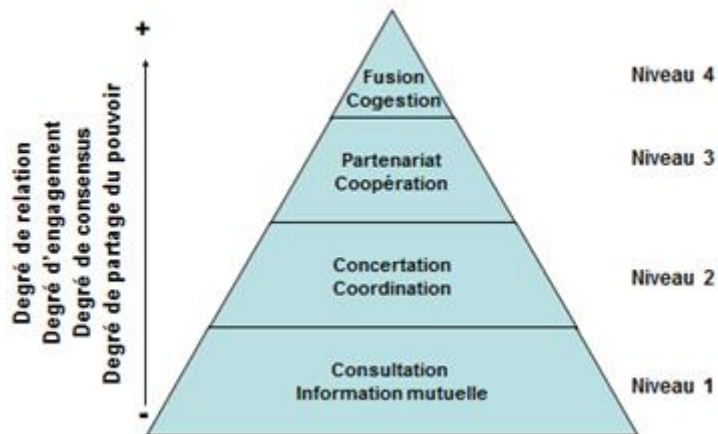 +
Fusion
Cogestion
Niveau 4
Partenariat
Coopération
Niveau 3
Degré de relation
Degré d'engagement
Degré de consensus
Degré de partage du pouvoir
Concertation
Coordination
Niveau 2
Consultation
Information mutuelle
Niveau 1
-